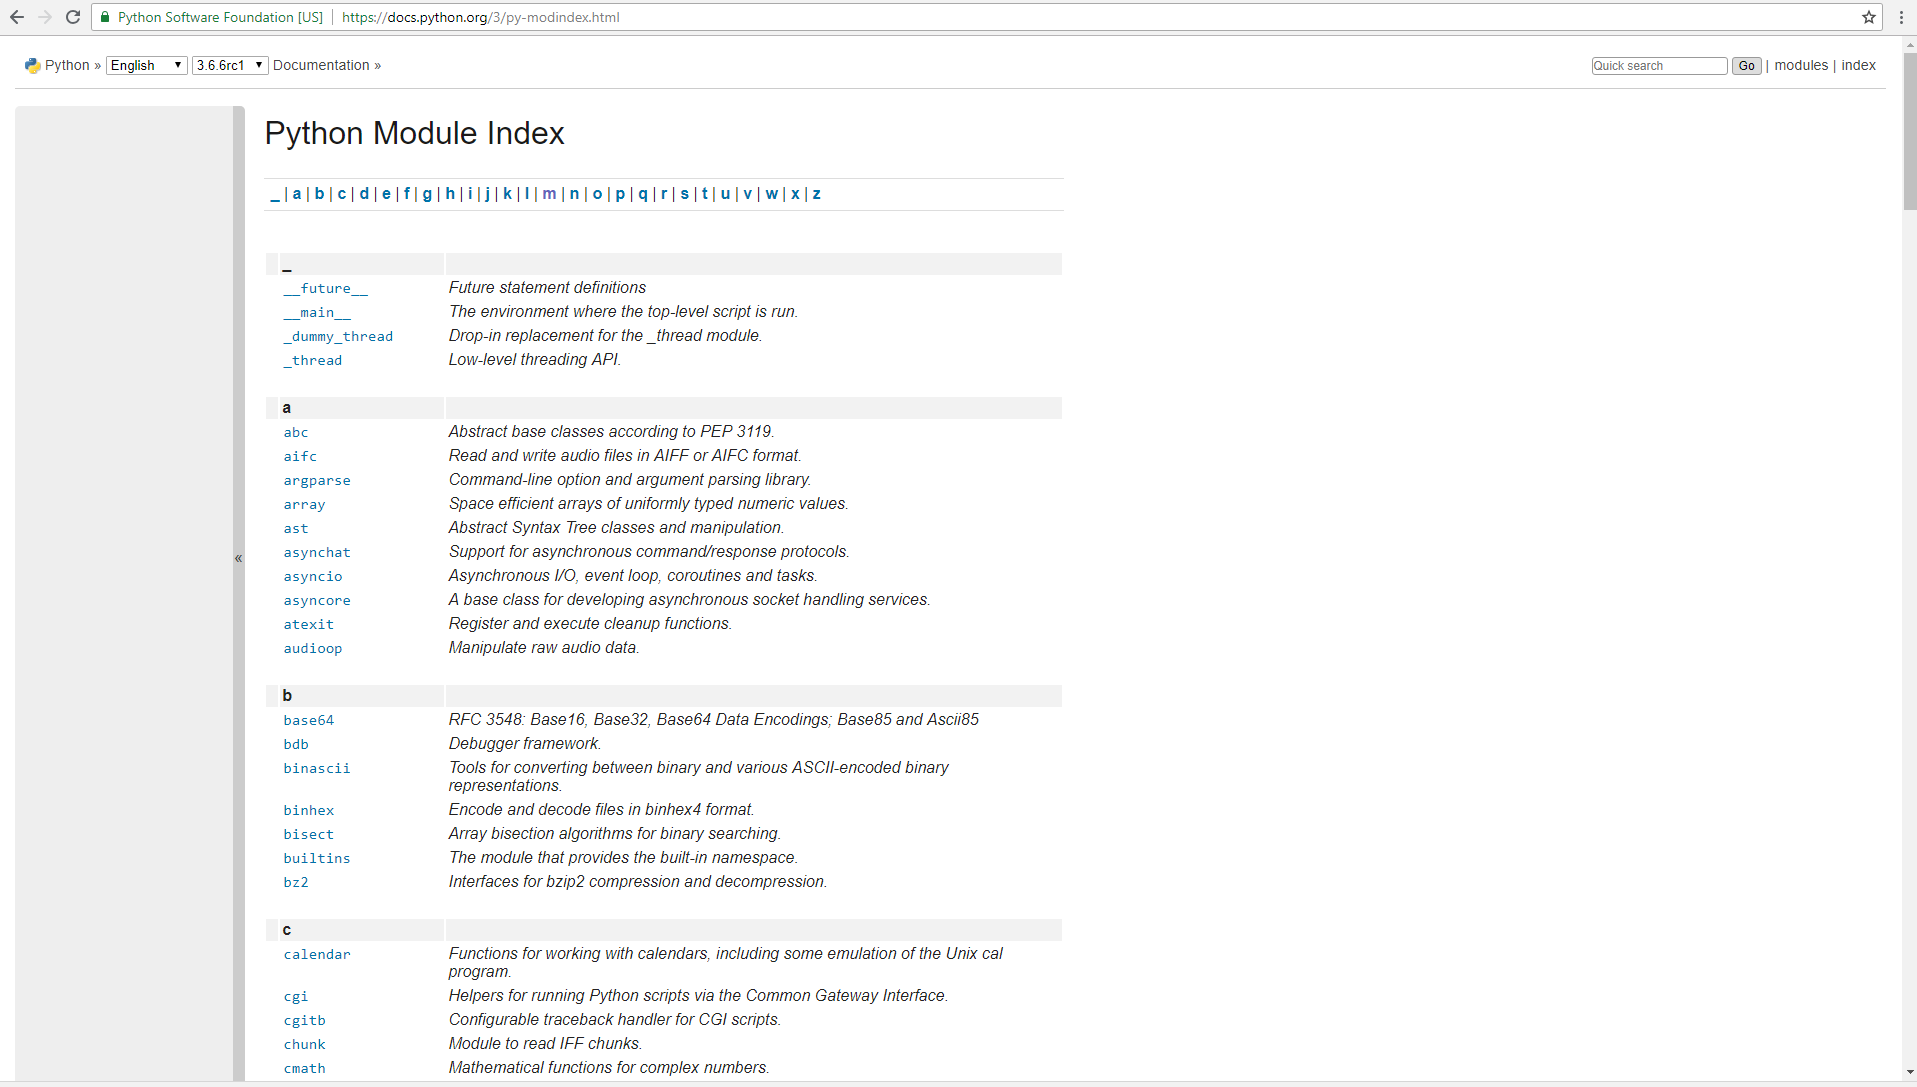 Python Software Foundation [US] | https://docs.python.org/3/py-modindex.html
Python » English 3.6.6rc1 Documentation » Quick search Go | modules | index
Python Module Index
_ | a | b | c | d | e | f | g | h | i | j | k | l | m | n | o | p | q | r | s | t | u | v | w | x | z
_
__future__ Future statement definitions
__main__ The environment where the top-level script is run.
_dummy_thread Drop-in replacement for the _thread module.
_thread Low-level threading API.
a
abc Abstract base classes according to PEP 3119.
aifc Read and write audio files in AIFF or AIFC format.
argparse Command-line option and argument parsing library.
array Space efficient arrays of uniformly typed numeric values.
ast Abstract Syntax Tree classes and manipulation.
asynchat Support for asynchronous command/response protocols.
«
asyncio Asynchronous I/O, event loop, coroutines and tasks.
asyncore A base class for developing asynchronous socket handling services.
atexit Register and execute cleanup functions.
audioop Manipulate raw audio data.
b
base64 RFC 3548: Base16, Base32, Base64 Data Encodings; Base85 and Ascii85
bdb Debugger framework.
binascii Tools for converting between binary and various ASCII-encoded binary
representations.
binhex Encode and decode files in binhex4 format.
bisect Array bisection algorithms for binary searching.
builtins The module that provides the built-in namespace.
bz2 Interfaces for bzip2 compression and decompression.
c
calendar Functions for working with calendars, including some emulation of the Unix cal
program.
cgi Helpers for running Python scripts via the Common Gateway Interface.
cgitb Configurable traceback handler for CGI scripts.
chunk Module to read IFF chunks.
cmath Mathematical functions for complex numbers.